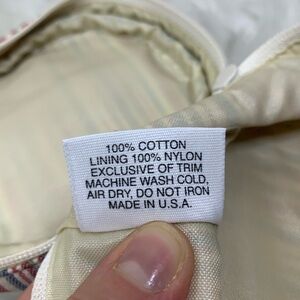 100% COTTON
LINING 100% NYLON
EXCLUSIVE OF TRIM
MACHINE WASH COLD,
AIR DRY, DO NOT IRON
MADE IN U.S.A.